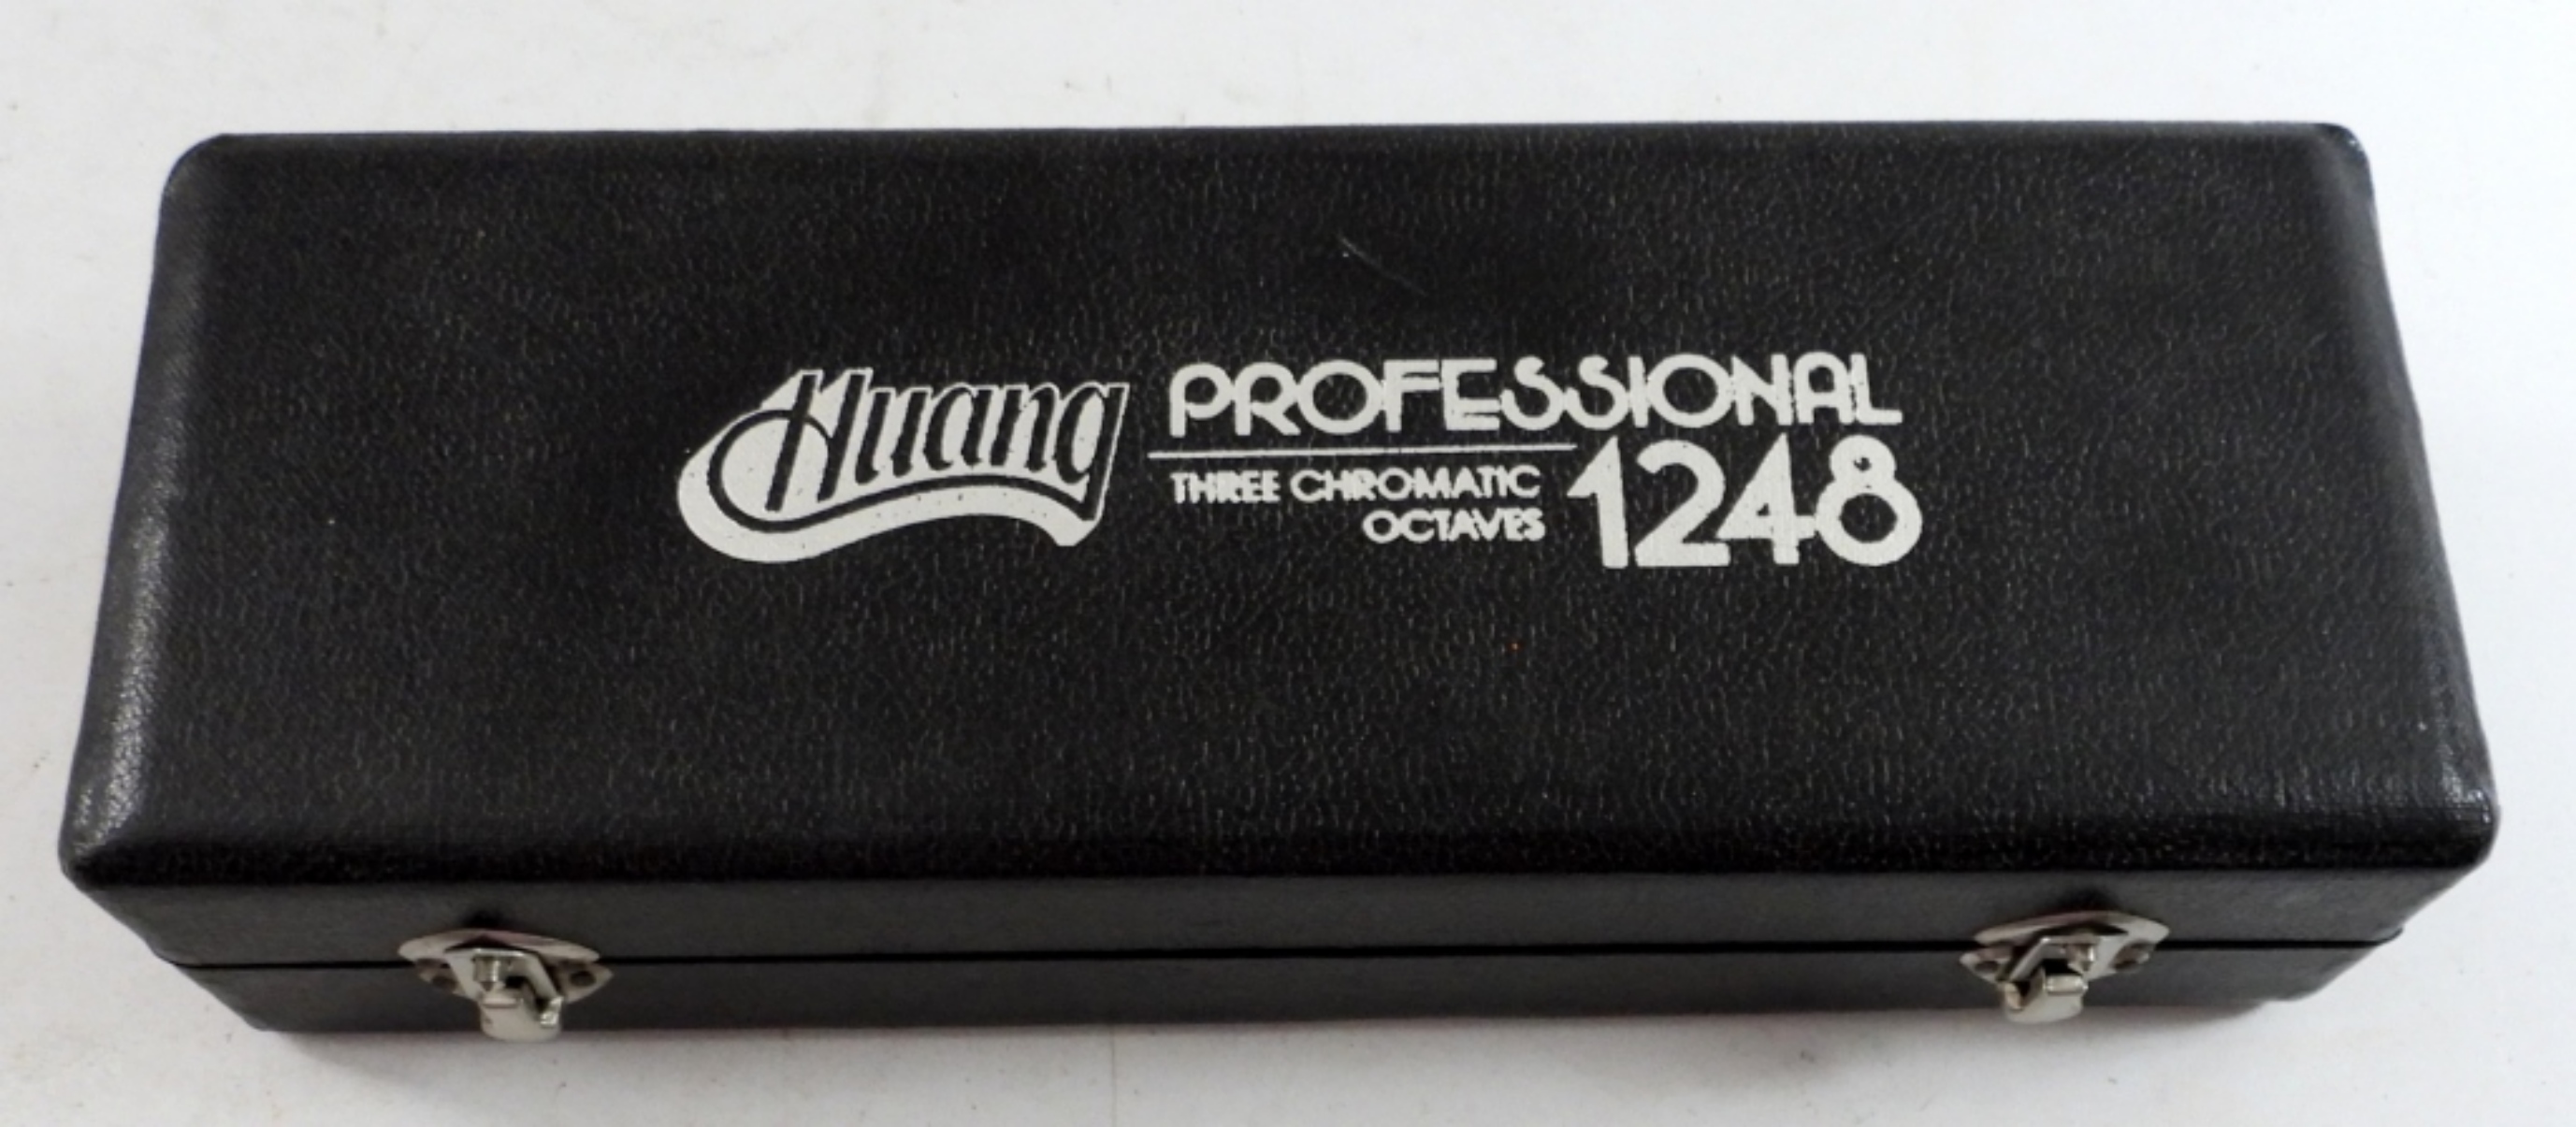 Huang
PROFESSIONAL
THREE CHROMATIC
OCTAVES
1248